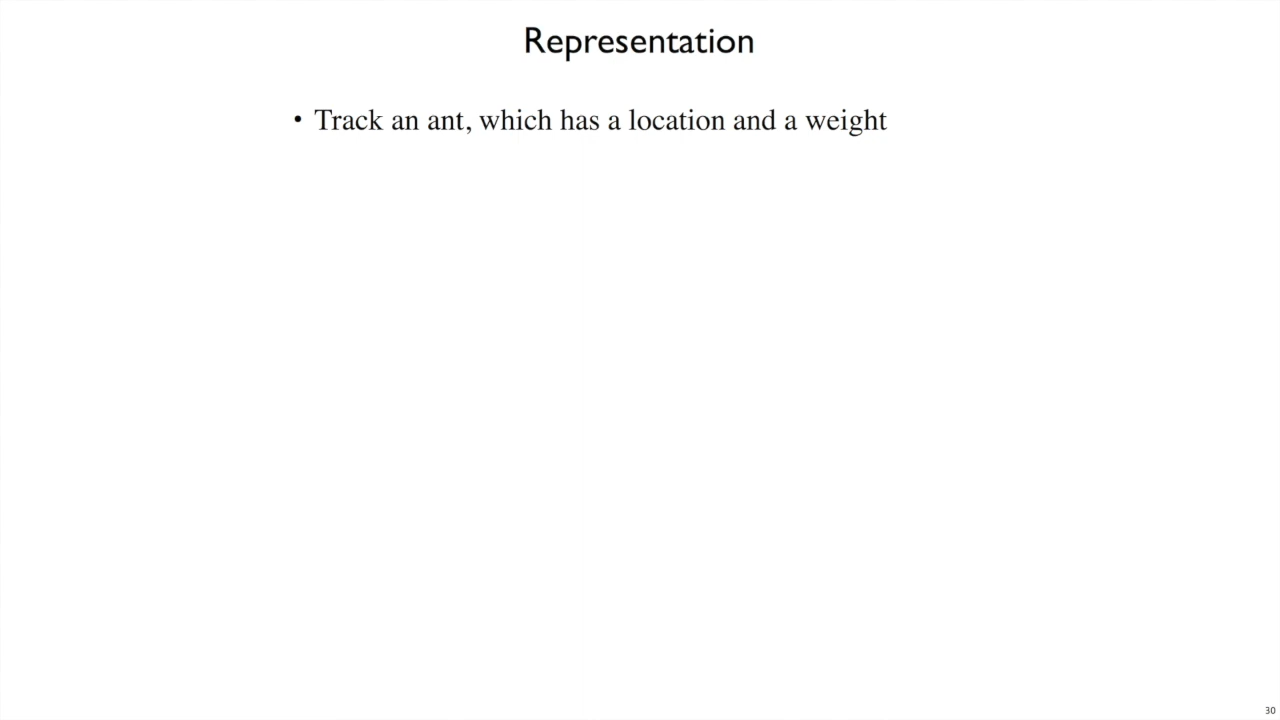 Representation
• Track an ant, which has a location and a weight
30